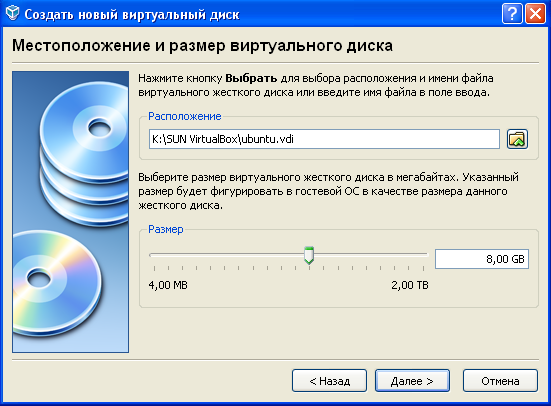 Создать новый виртуальный диск
Местоположение и размер виртуального диска
Нажмите кнопку Выбрать для выбора расположения и имени файла
виртуального жесткого диска или введите имя файла в поле ввода.
Расположение
K:\SUN VirtualBox\ubuntu.vdi
Выберите размер виртуального жесткого диска в мегабайтах. Указанный
размер будет фигурировать в гостевой ОС в качестве размера данного
жесткого диска.
Размер
8,00 GB
4,00 MB 2,00 TB
< Назад Далее > Отмена